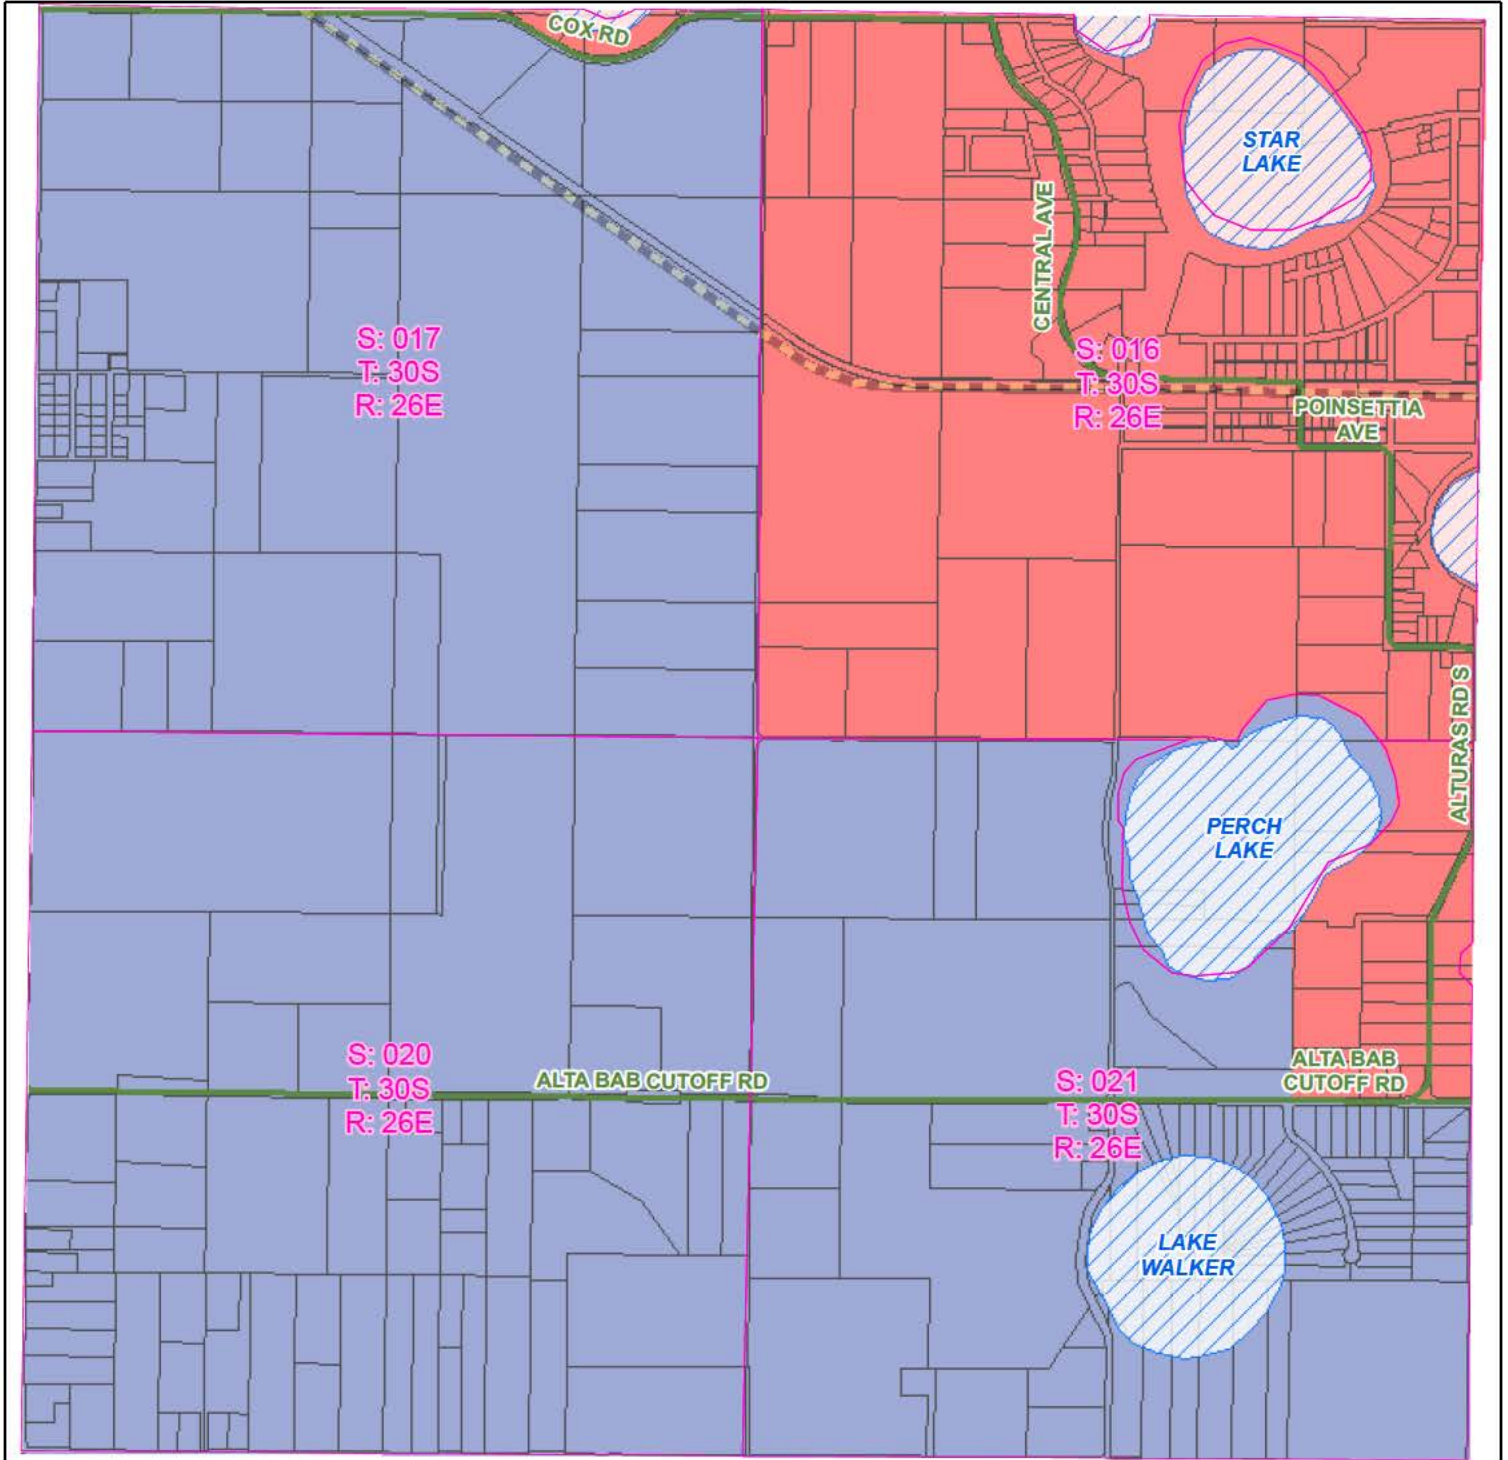 COX RD
STAR
LAKE
CENTRAL AVE
S: 017
T: 30S
R: 26E
S: 016
T: 30S
R: 26E
POINSETTIA
AVE
ALTURAS RD S
PERCH
LAKE
S: 020
T: 30S
R: 26E
ALTA BAB CUTOFF RD
S: 021
T: 30S
R: 26E
ALTA BAB
CUTOFF RD
LAKE
WALKER